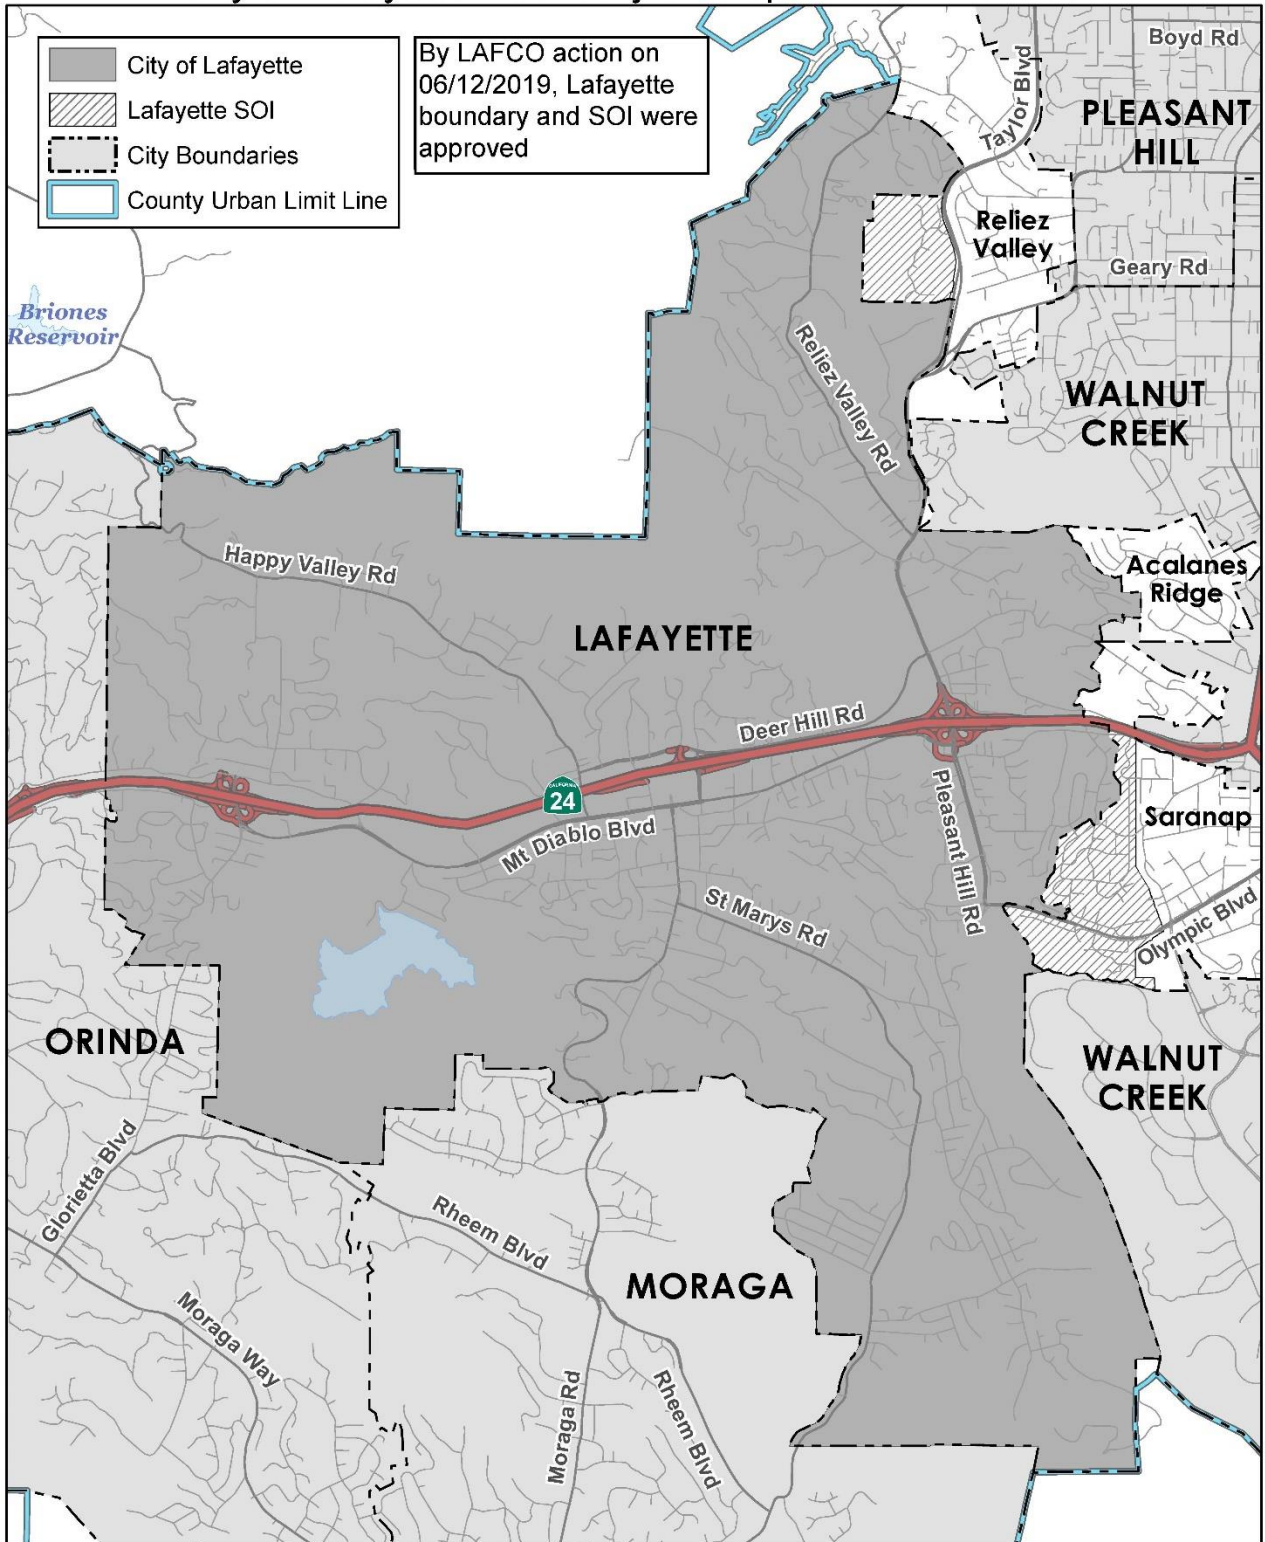 City of Lafayette
Lafayette SOI
City Boundaries
County Urban Limit Line
By LAFCO action on
06/12/2019, Lafayette
boundary and SOI were
approved
Boyd Rd
Taylor Blvd
PLEASANT
HILL
Reliez
Valley
Geary Rd
Briones
Reservoir
Reliez Valley Rd
WALNUT
CREEK
Happy Valley Rd
Acalanes
Ridge
LAFAYETTE
Deer Hill Rd
CALIFORNIA
24
Mt Diablo Blvd
Pleasant Hill Rd
Saranap
St Marys Rd
Olympic Blvd
ORINDA
WALNUT
CREEK
Glorietta Blvd
Rheem Blvd
MORAGA
Moraga Way
Moraga Rd
Rheem Blvd